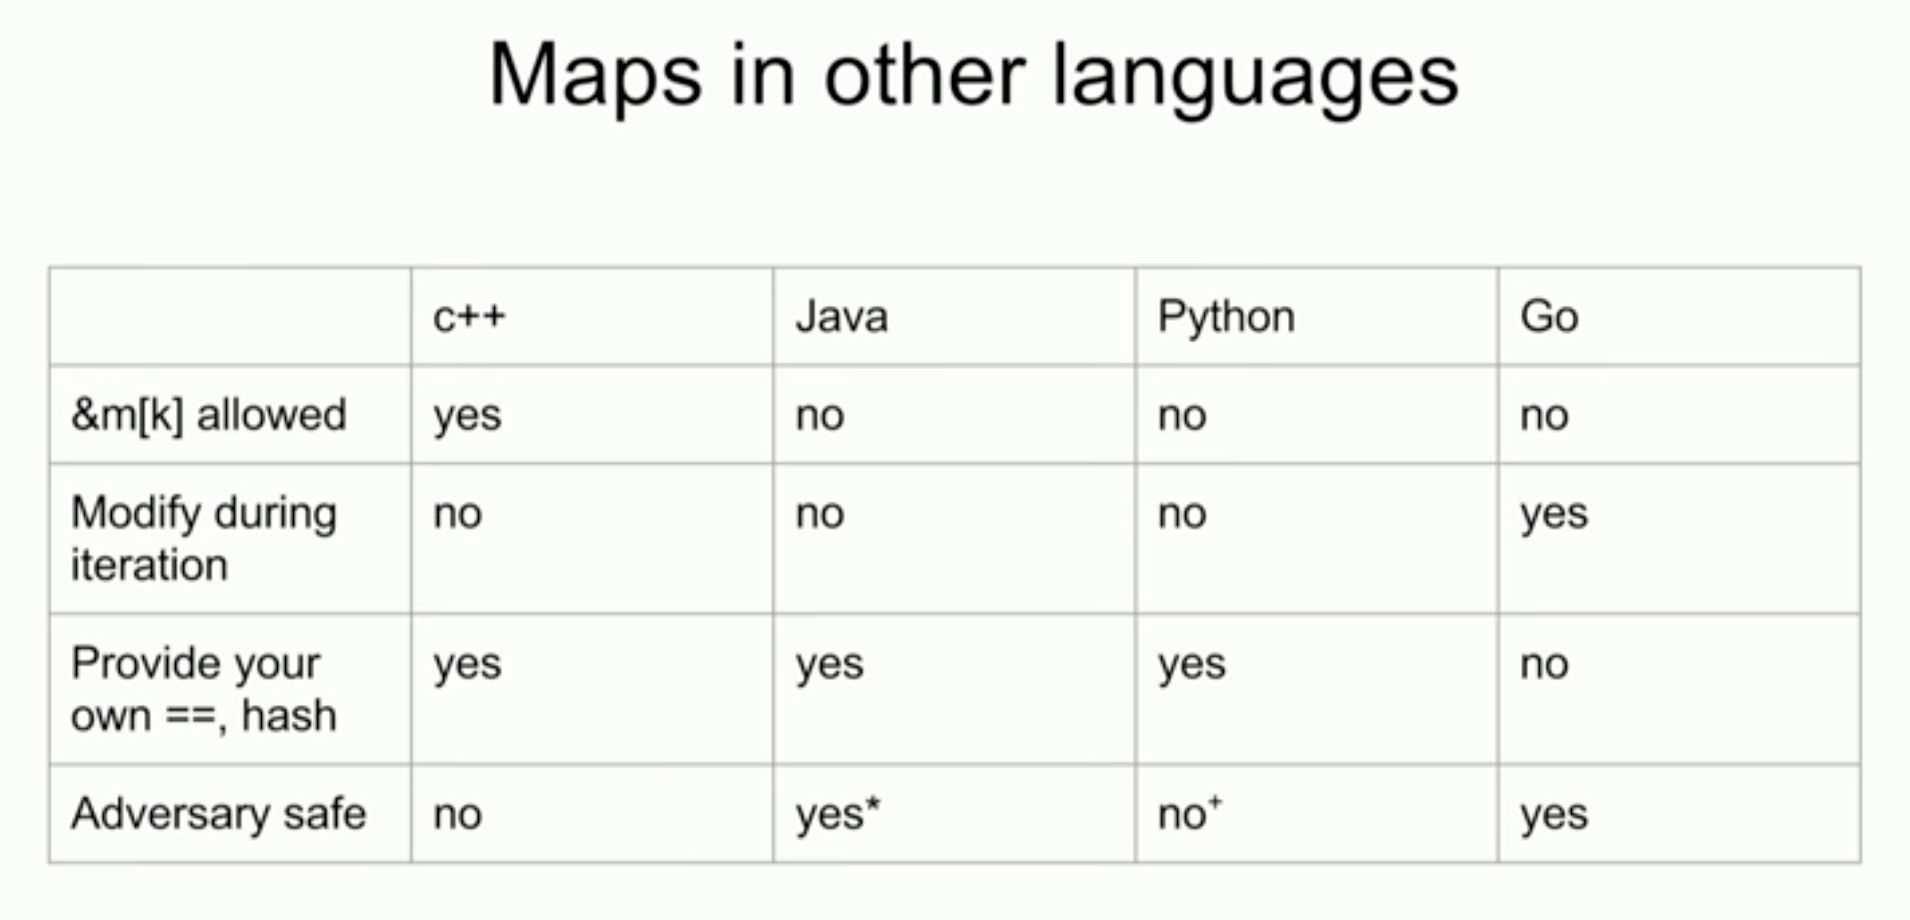 Maps in other languages
c++ Java Python Go
&m[k] allowed yes no no no
Modify during no no no yes
iteration
Provide your yes yes yes no
own ==, hash
Adversary safe no yes* no⁺ yes